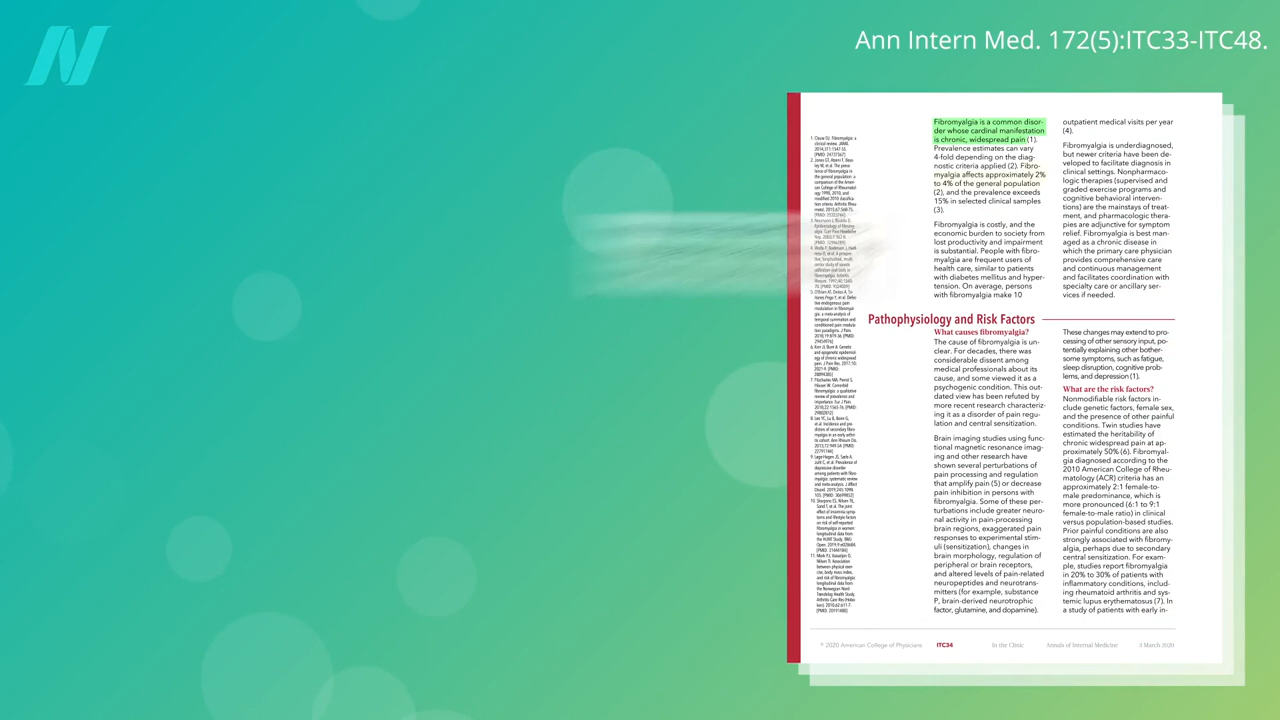 Ann Intern Med. 172(5):ITC33-ITC48.
Fibromyalgia is a common disor-
der whose cardinal manifestation
is chronic, widespread pain (1).
Prevalence estimates can vary
4-fold depending on the diag-
nostic criteria applied (2). Fibro-
myalgia affects approximately 2%
to 4% of the general population
(2), and the prevalence exceeds
15% in selected clinical samples
(3).
Fibromyalgia is costly, and the
economic burden to society from
lost productivity and impairment
is substantial. People with fibro-
myalgia are frequent users of
health care, similar to patients
with diabetes mellitus and hyper-
tension. On average, persons
with fibromyalgia make 10
outpatient medical visits per year
(4).
Fibromyalgia is underdiagnosed,
but newer criteria have been de-
veloped to facilitate diagnosis in
clinical settings. Nonpharmaco-
logic therapies (supervised and
graded exercise programs and
cognitive behavioral interven-
tions) are the mainstays of treat-
ment, and pharmacologic thera-
pies are adjunctive for symptom
relief. Fibromyalgia is best man-
aged as a chronic disease in
which the primary care physician
provides comprehensive care
and continuous management
and facilitates coordination with
specialty care or ancillary ser-
vices if needed.
Pathophysiology and Risk Factors
What causes fibromyalgia?
The cause of fibromyalgia is un-
clear. For decades, there was
considerable dissent among
medical professionals about its
cause, and some viewed it as a
psychogenic condition. This out-
dated view has been refuted by
more recent research characteriz-
ing it as a disorder of pain regu-
lation and central sensitization.
Brain imaging studies using func-
tional magnetic resonance imag-
ing and other research have
shown several perturbations of
pain processing and regulation
that amplify pain (5) or decrease
pain inhibition in persons with
fibromyalgia. Some of these per-
turbations include greater neuro-
nal activity in pain-processing
brain regions, exaggerated pain
responses to experimental stim-
uli (sensitization), changes in
brain morphology, regulation of
peripheral or brain receptors,
and altered levels of pain-related
neuropeptides and neurotrans-
mitters (for example, substance
P, brain-derived neurotrophic
factor, glutamine, and dopamine).
These changes may extend to pro-
cessing of other sensory input, po-
tentially explaining other bother-
some symptoms, such as fatigue,
sleep disruption, cognitive prob-
lems, and depression (1).
What are the risk factors?
Nonmodifiable risk factors in-
clude genetic factors, female sex,
and the presence of other painful
conditions. Twin studies have
estimated the heritability of
chronic widespread pain at ap-
proximately 50% (6). Fibromyal-
gia diagnosed according to the
2010 American College of Rheu-
matology (ACR) criteria has an
approximately 2:1 female-to-
male predominance, which is
more pronounced (6:1 to 9:1
female-to-male ratio) in clinical
versus population-based studies.
Prior painful conditions are also
strongly associated with fibromy-
algia, perhaps due to secondary
central sensitization. For exam-
ple, studies report fibromyalgia
in 20% to 30% of patients with
inflammatory conditions, includ-
ing rheumatoid arthritis and sys-
temic lupus erythematosus (7). In
a study of patients with early in-
© 2020 American College of Physicians
ITC34
In the Clinic
Annals of Internal Medicine
3 March 2020